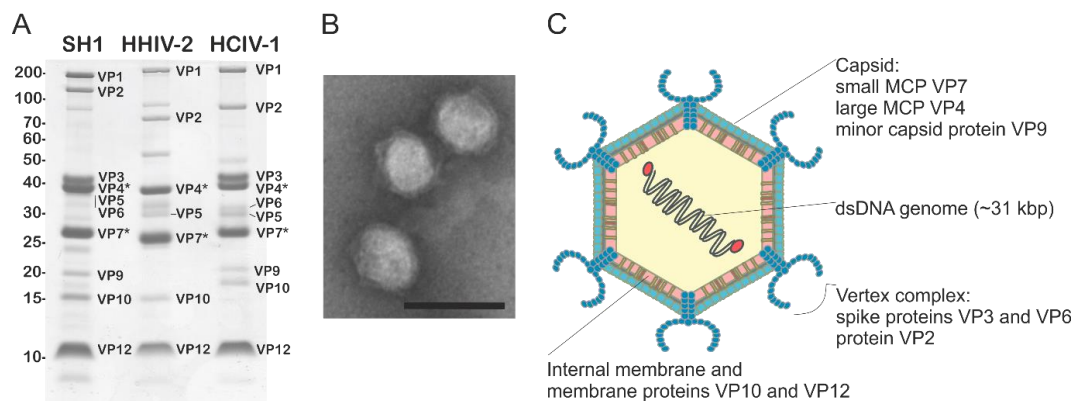 A
SH1 HHIV-2 HCIV-1
200-
100-
70-
60-
50-
40-
30-
25-
20-
15-
10-
VP1
VP2
VP3
VP4*
VP5
VP6
VP7*
VP9
VP10
VP12
VP1
VP2
VP4*
VP5
VP7*
VP10
VP12
VP1
VP2
VP3
VP4*
VP6
VP5
VP7*
VP9
VP10
VP12
B
C
Capsid:
small MCP VP7
large MCP VP4
minor capsid protein VP9
dsDNA genome (~31 kbp)
Vertex complex:
spike proteins VP3 and VP6
protein VP2
Internal membrane and
membrane proteins VP10 and VP12